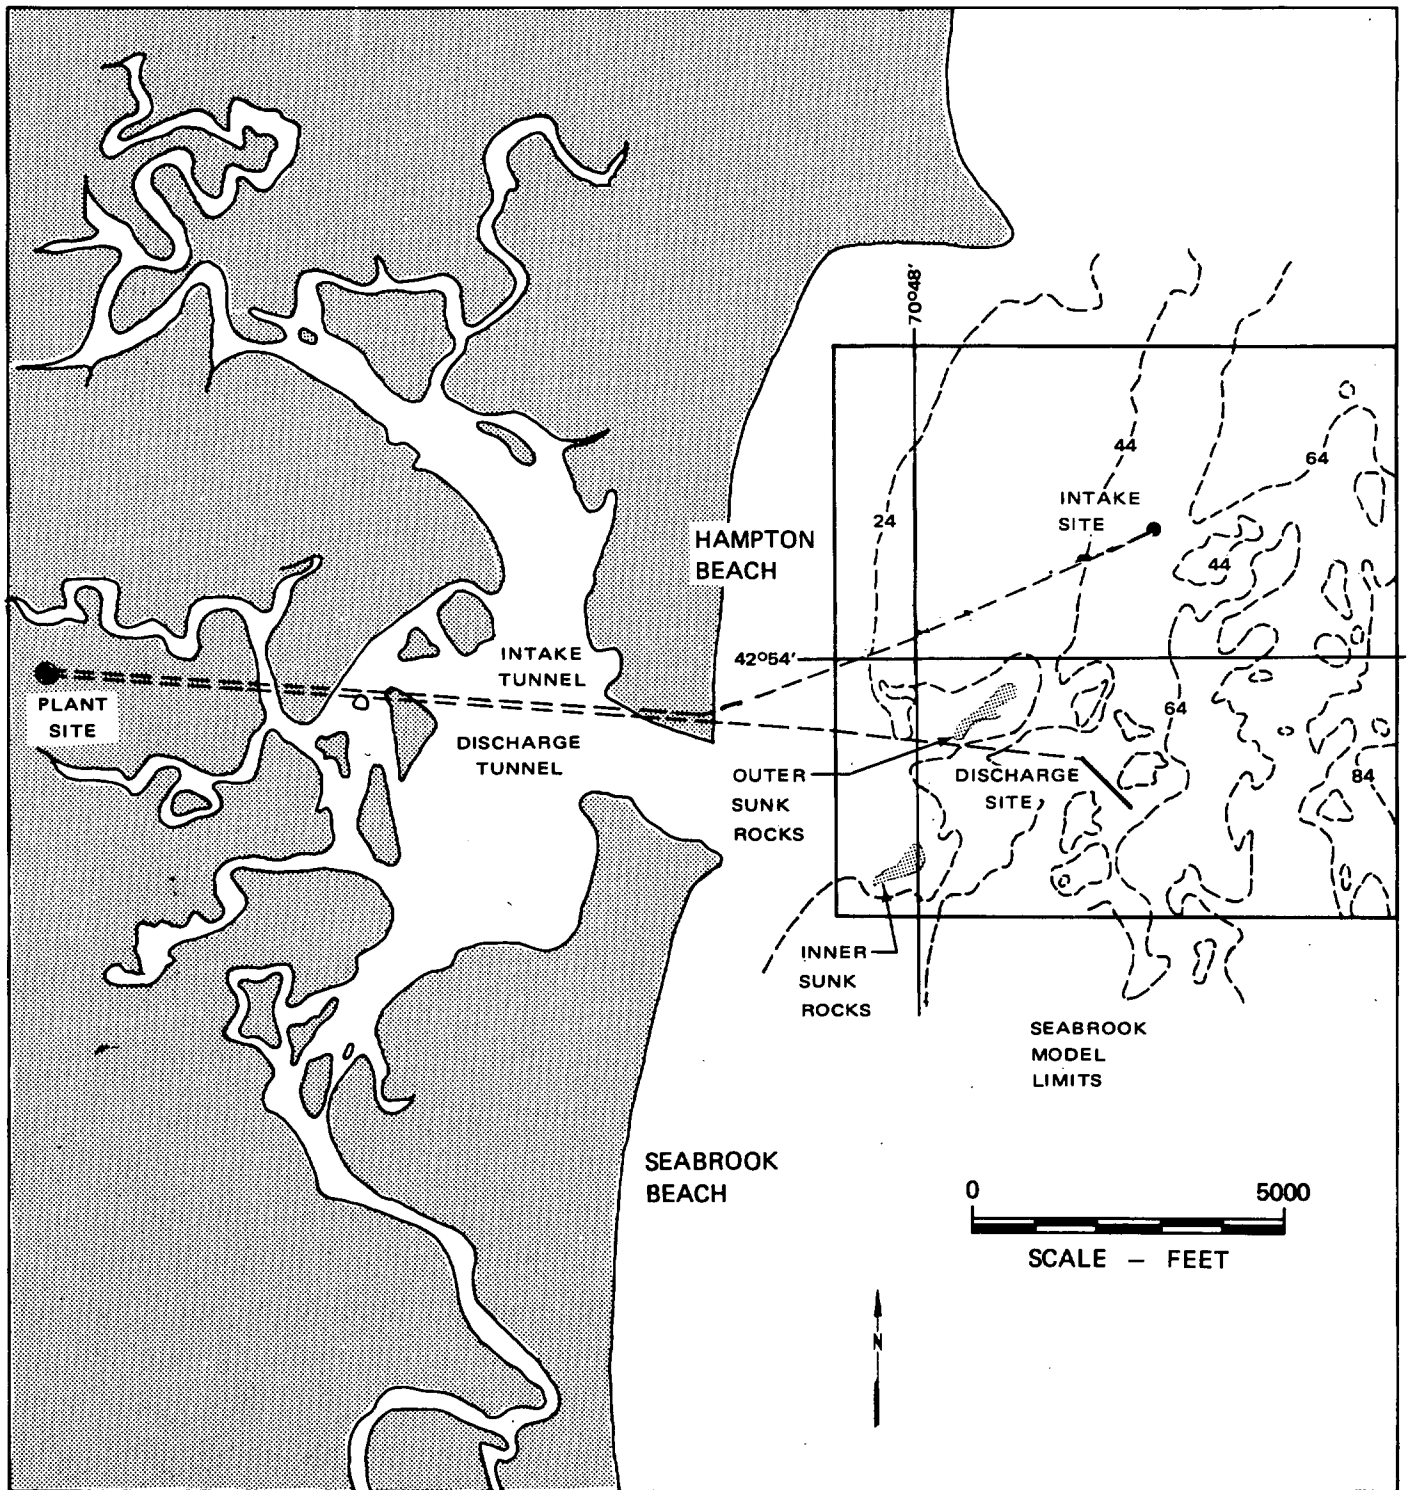 70°48'
44
64
INTAKE
SITE
24
HAMPTON
BEACH
44
INTAKE
TUNNEL
42°54'
PLANT
SITE
64
DISCHARGE
TUNNEL
OUTER
SUNK
ROCKS
DISCHARGE
SITE
84
INNER
SUNK
ROCKS
SEABROOK
MODEL
LIMITS
SEABROOK
BEACH
0 5000
SCALE – FEET
N